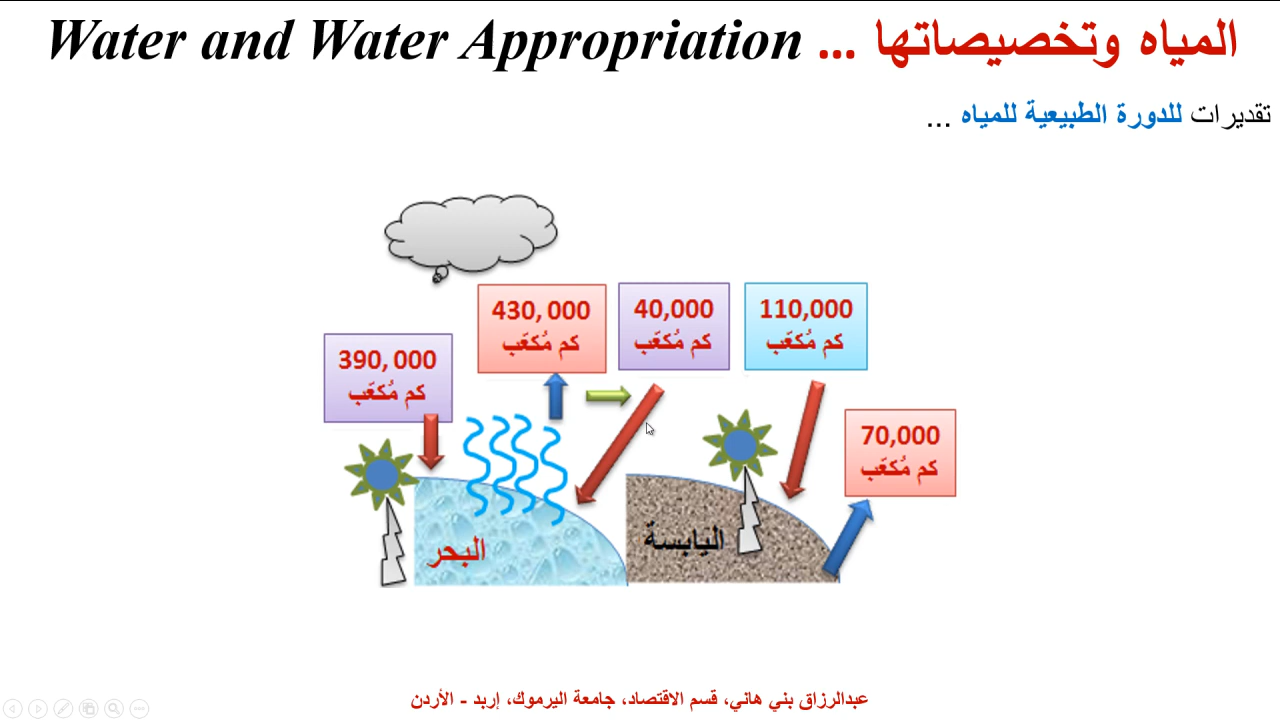 المياه وتخصيصاتها ... Water and Water Appropriation
تقديرات للدورة الطبيعية للمياه ...
430,000
كم مُكعّب
40,000
كم مُكعّب
110,000
كم مُكعّب
390,000
كم مُكعّب
70,000
كم مُكعّب
البحر
اليابسة
عبدالرزاق بني هاني، قسم الاقتصاد، جامعة اليرموك، إربد - الأردن